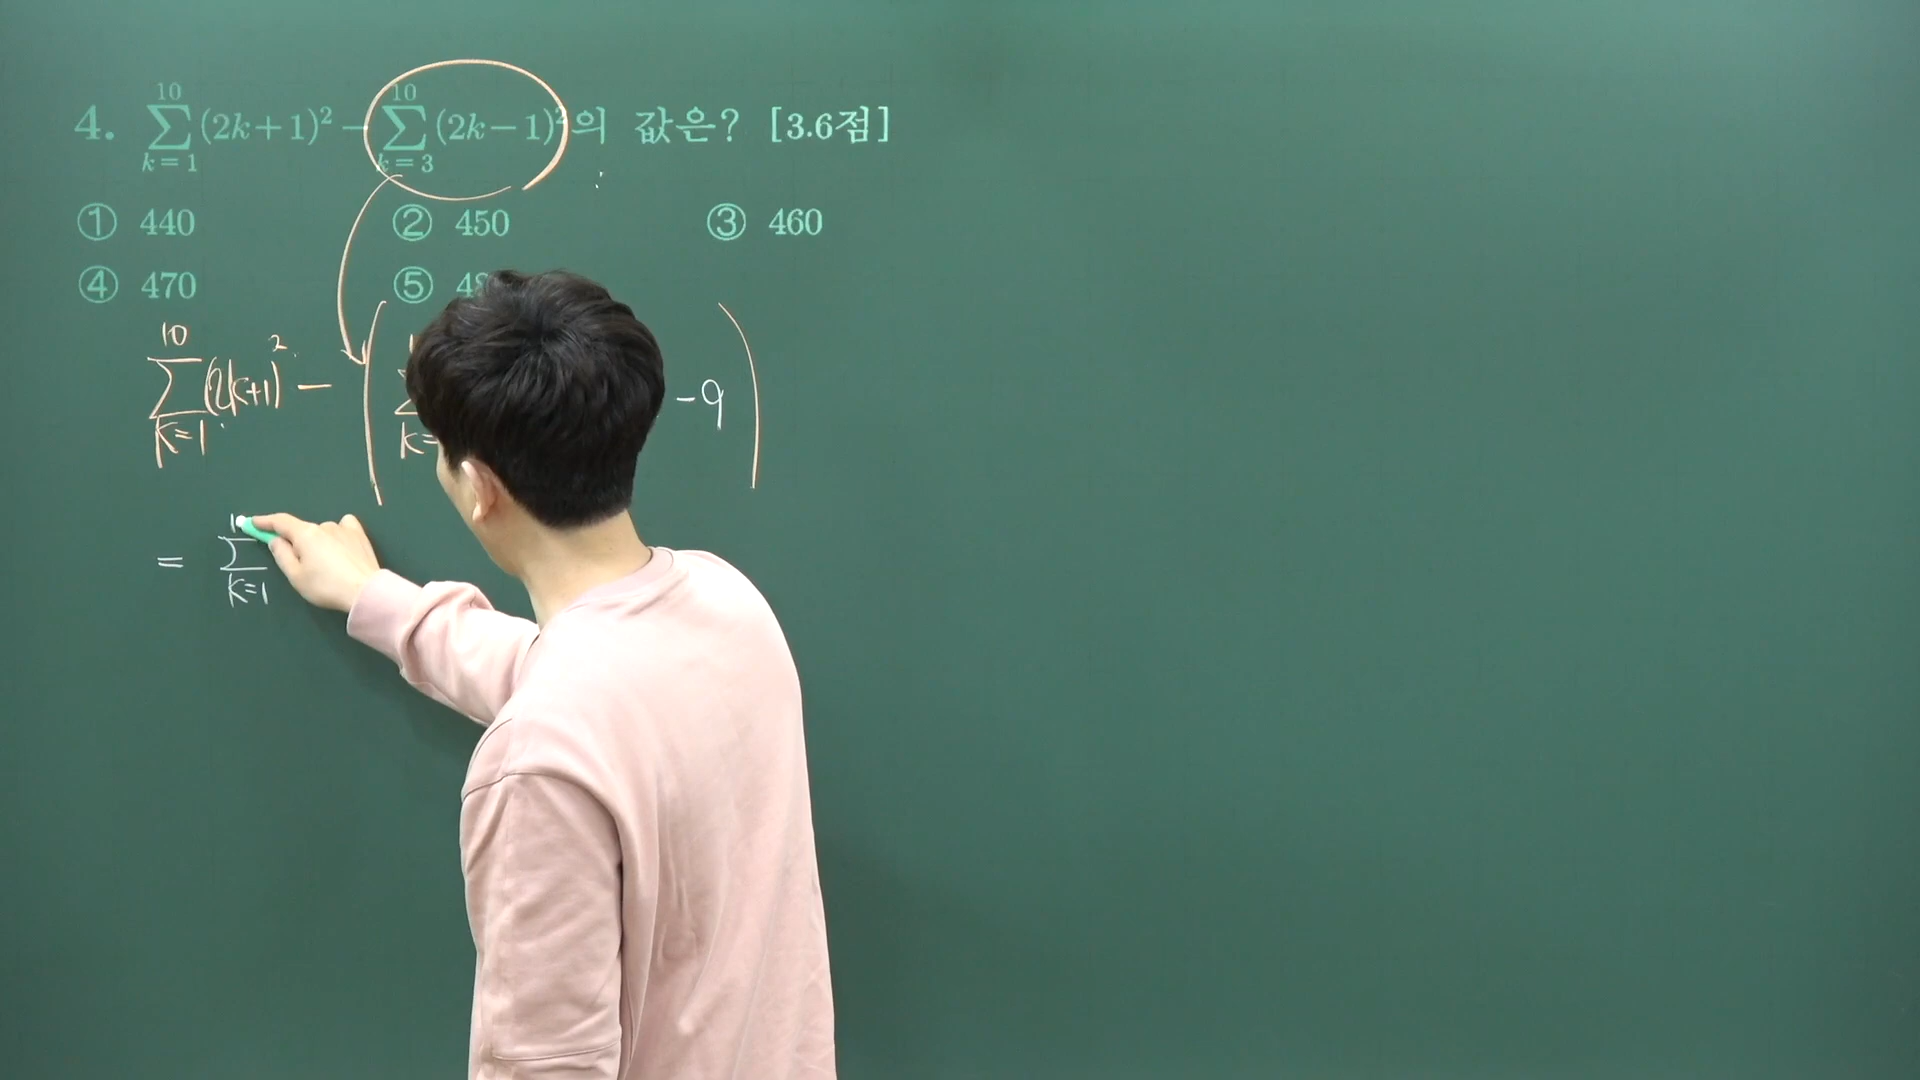 4. \sum_{k=1}^{10} (2k+1)^2 - \sum_{k=3}^{10} (2k-1)^2 의 값은? [3.6점]
① 440 ② 450 ③ 460
④ 470 ⑤
\sum_{k=1}^{10} (2k+1)^2 - ( k= -9 )
= \sum_{k=1}